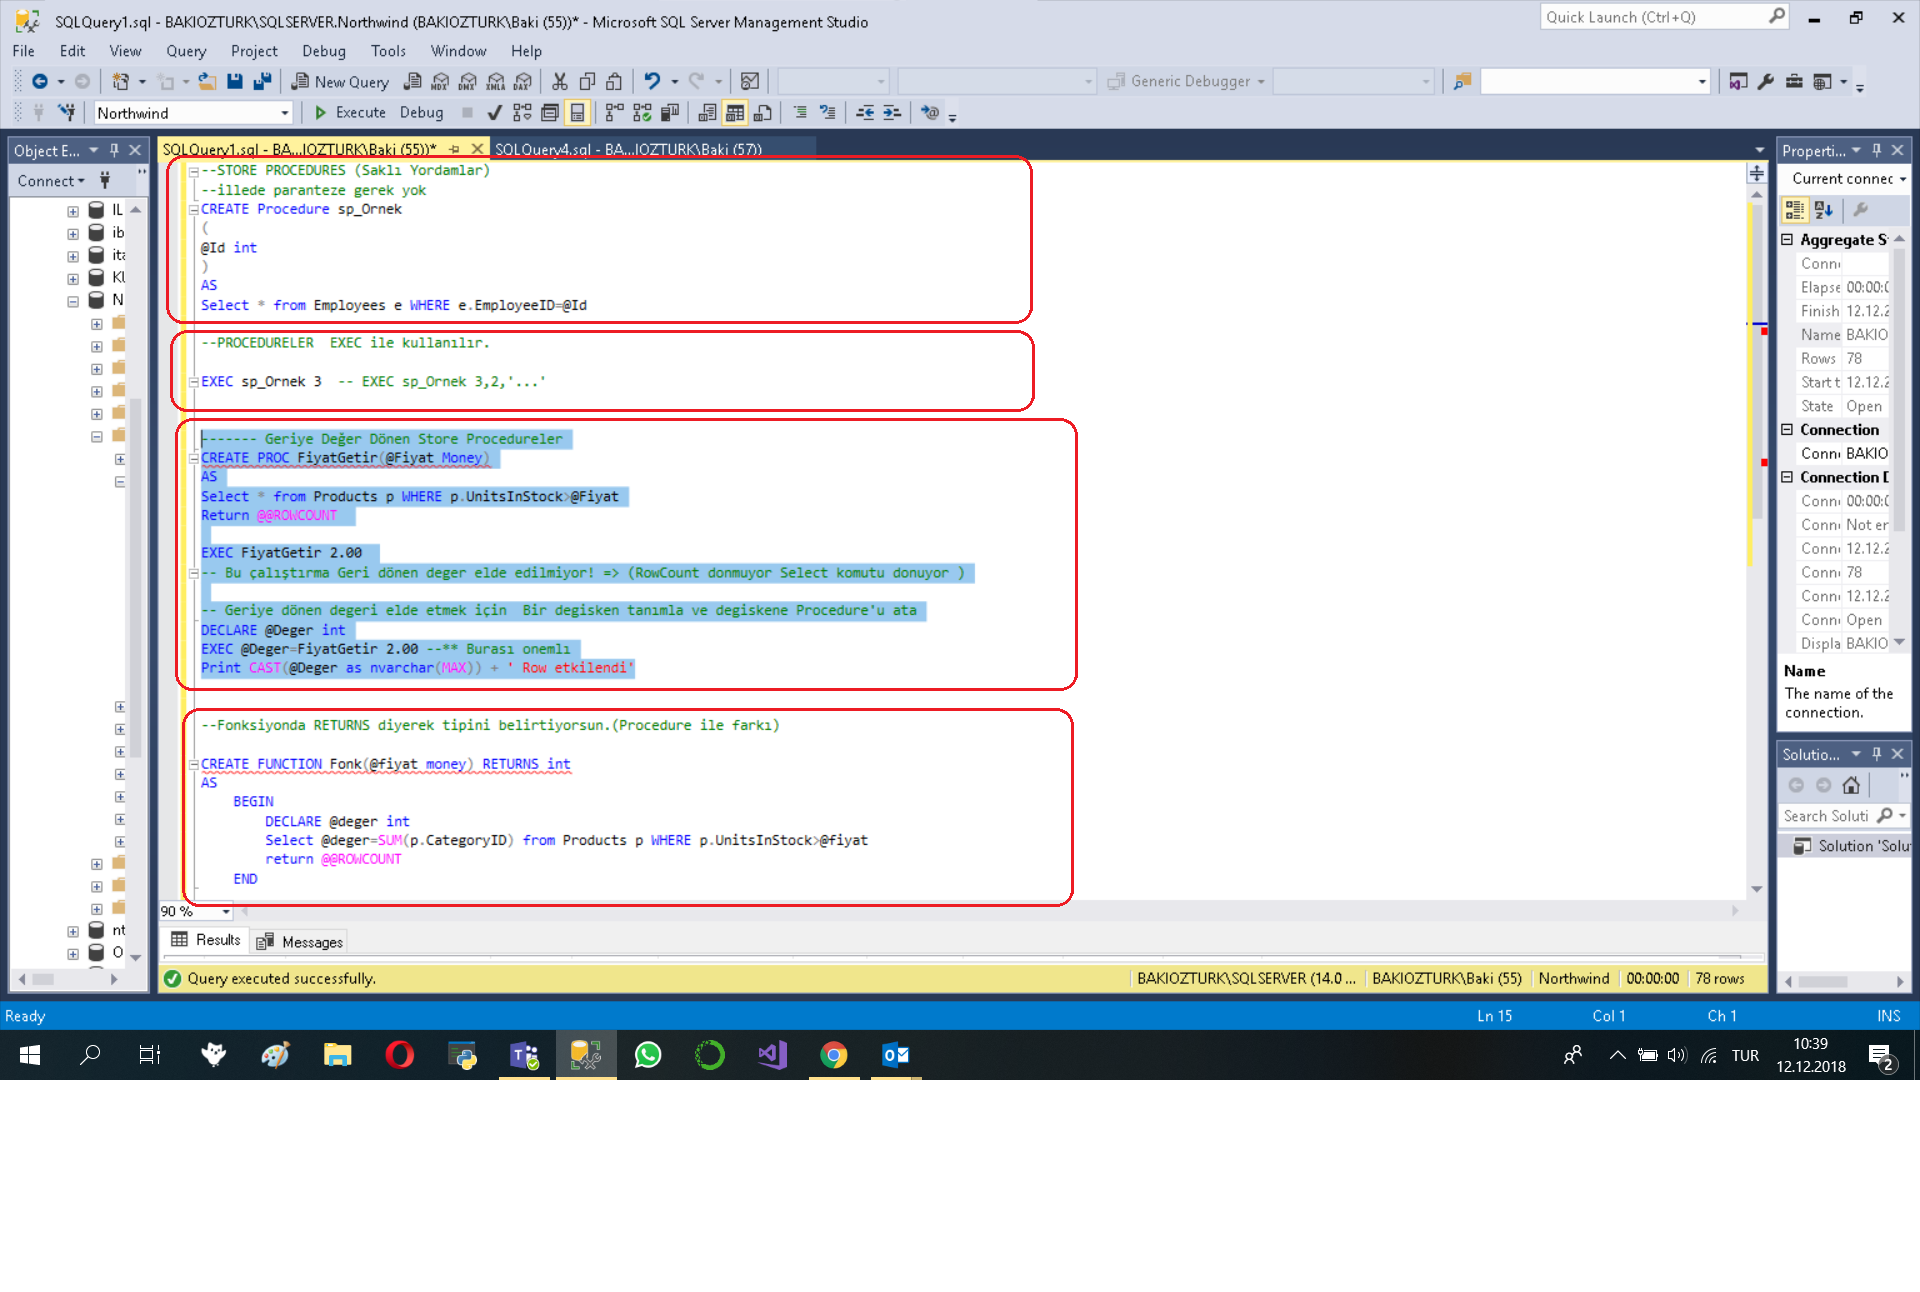 SQLQuery1.sql - BAKIOZTURK\SQLSERVER.Northwind (BAKIOZTURK\Baki (55))* - Microsoft SQL Server Management Studio
Quick Launch (Ctrl+Q)
File Edit View Query Project Debug Tools Window Help
New Query
Generic Debugger
Northwind
Execute Debug
Object E...
SQLQuery1.sql - BA...IOZTURK\Baki (55))*
SQLQuery4.sql - BA...IOZTURK\Baki (57))
Connect
IL
ib
ita
N
nt
O
--STORE PROCEDURES (Saklı Yordamlar)
--illede paranteze gerek yok
CREATE Procedure sp_Ornek
(
@Id int
)
AS
Select * from Employees e WHERE e.EmployeeID=@Id
--PROCEDURELER  EXEC ile kullanılır.
EXEC sp_Ornek 3  -- EXEC sp_Ornek 3,2,'...'
------- Geriye Değer Dönen Store Procedureler
CREATE PROC FiyatGetir(@Fiyat Money)
AS
Select * from Products p WHERE p.UnitsInStock>@Fiyat
Return @@ROWCOUNT
EXEC FiyatGetir 2.00
-- Bu çalıştırma Geri dönen deger elde edilmiyor! => (RowCount donmuyor Select komutu donuyor )
-- Geriye dönen degeri elde etmek için  Bir degisken tanımla ve degiskene Procedure'u ata
DECLARE @Deger int
EXEC @Deger=FiyatGetir 2.00 --** Burası onemlı
Print CAST(@Deger as nvarchar(MAX)) + ' Row etkilendi'
--Fonksiyonda RETURNS diyerek tipini belirtiyorsun.(Procedure ile farkı)
CREATE FUNCTION Fonk(@fiyat money) RETURNS int
AS
BEGIN
DECLARE @deger int
Select @deger=SUM(p.CategoryID) from Products p WHERE p.UnitsInStock>@fiyat
return @@ROWCOUNT
END
90 %
Results Messages
Query executed successfully.
BAKIOZTURK\SQLSERVER (14.0 ... BAKIOZTURK\Baki (55) Northwind 00:00:00 78 rows
Properti...
Current connec
Aggregate S
Conn
Elapse 00:00:0
Finish 12.12.2
Name BAKIO
Rows 78
Start t 12.12.2
State Open
Connection
Conn BAKIO
Connection D
Conn 00:00:0
Conn Not er
Conn 12.12.2
Conn 78
Conn 12.12.2
Conn Open
Displa BAKIO
Name
The name of the
connection.
Solutio...
Search Soluti
Solution 'Solu
Ready
Ln 15 Col 1 Ch 1 INS
TUR
10:39
12.12.2018
2